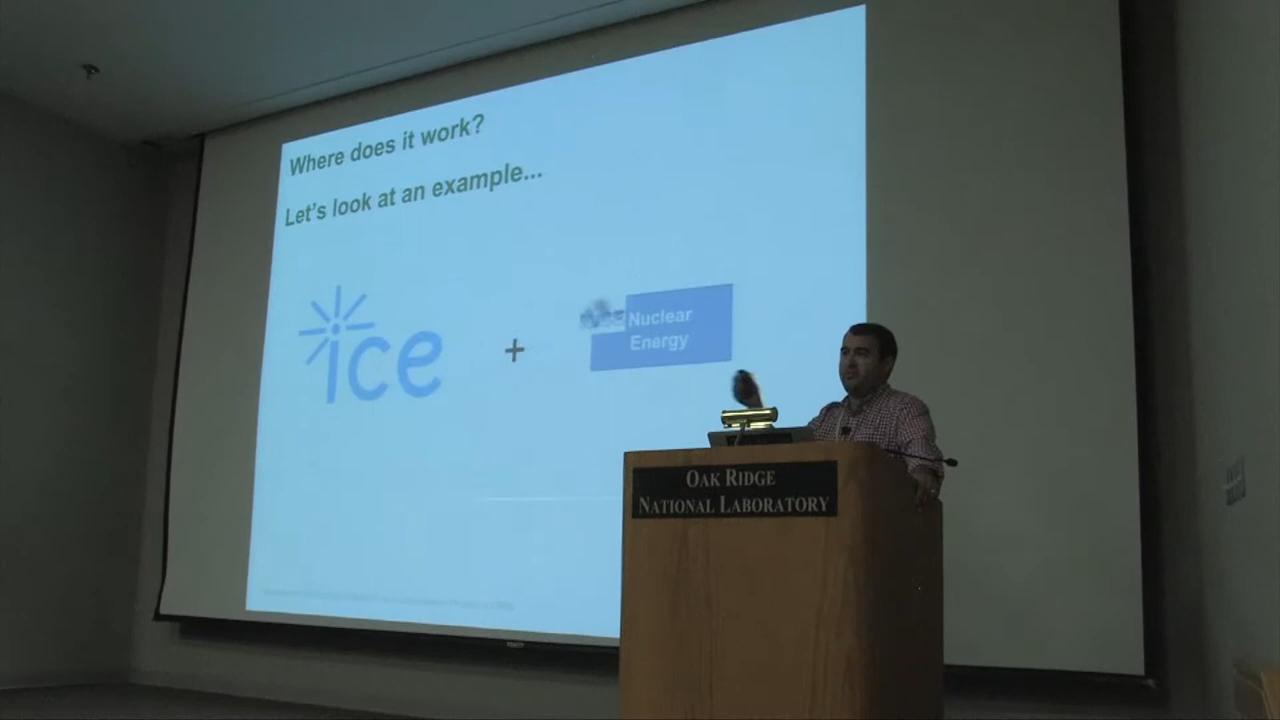 Where does it work?
Let's look at an example...
ice
+
Nuclear
Energy
OAK RIDGE
NATIONAL LABORATORY